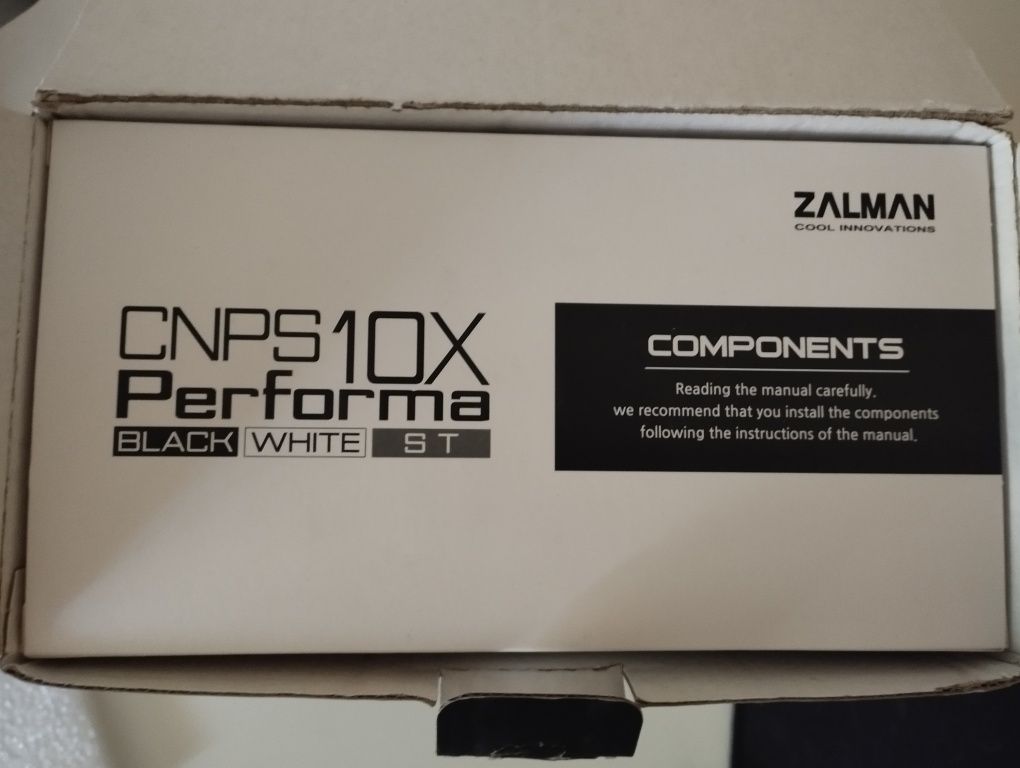 ZALMAN
COOL INNOVATIONS
CNPS10X
Performa
BLACK WHITE ST
COMPONENTS
Reading the manual carefully.
we recommend that you install the components
following the instructions of the manual.